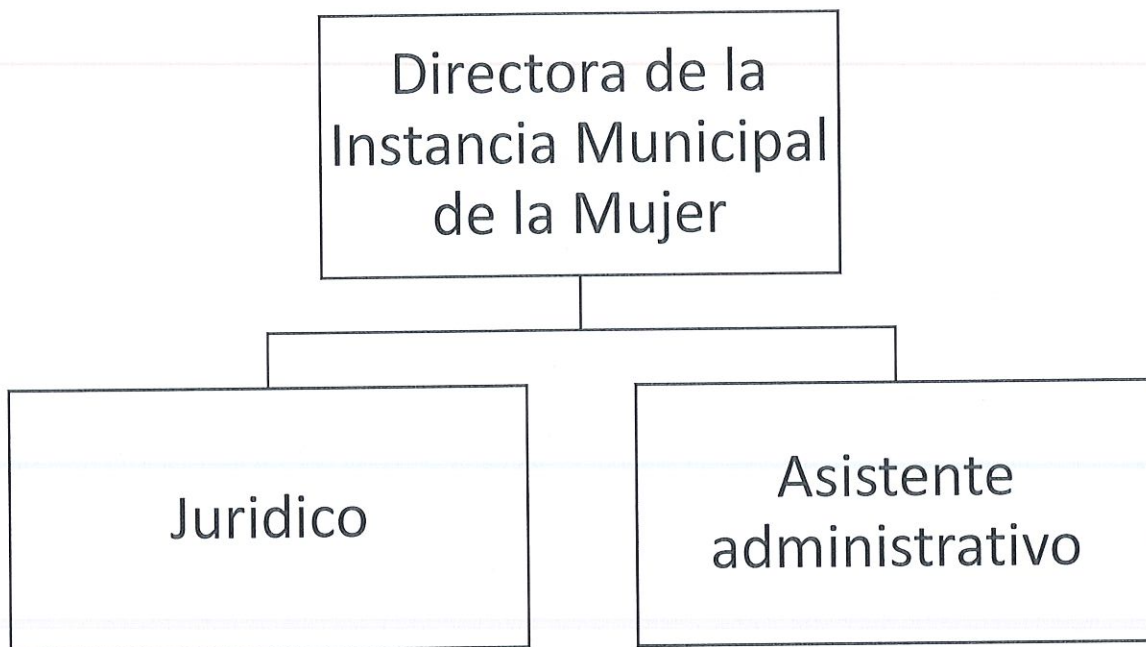 Directora de la
Instancia Municipal
de la Mujer
Juridico
Asistente
administrativo